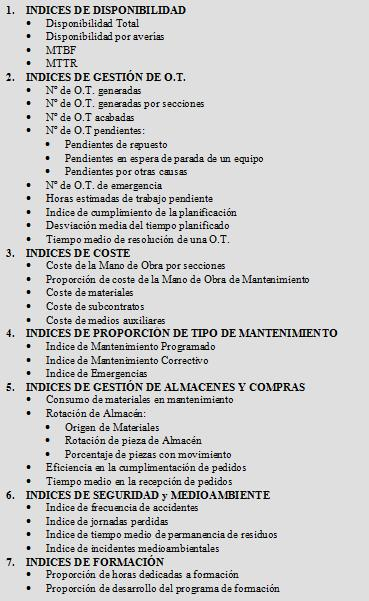 1. INDICES DE DISPONIBILIDAD
• Disponibilidad Total
• Disponibilidad por averías
• MTBF
• MTTR
2. INDICES DE GESTIÓN DE O.T.
• Nº de O.T. generadas
• Nº de O.T. generadas por secciones
• Nº de O.T acabadas
• Nº de O.T pendientes:
• Pendientes de repuesto
• Pendientes en espera de parada de un equipo
• Pendientes por otras causas
• Nº de O.T. de emergencia
• Horas estimadas de trabajo pendiente
• Indice de cumplimiento de la planificación
• Desviación media del tiempo planificado
• Tiempo medio de resolución de una O.T.
3. INDICES DE COSTE
• Coste de la Mano de Obra por secciones
• Proporción de coste de la Mano de Obra de Mantenimiento
• Coste de materiales
• Coste de subcontratos
• Coste de medios auxiliares
4. INDICES DE PROPORCIÓN DE TIPO DE MANTENIMIENTO
• Indice de Mantenimiento Programado
• Indice de Mantenimiento Correctivo
• Indice de Emergencias
5. INDICES DE GESTIÓN DE ALMACENES Y COMPRAS
• Consumo de materiales en mantenimiento
• Rotación de Almacén:
• Origen de Materiales
• Rotación de pieza de Almacén
• Porcentaje de piezas con movimiento
• Eficiencia en la cumplimentación de pedidos
• Tiempo medio en la recepción de pedidos
6. INDICES DE SEGURIDAD y MEDIOAMBIENTE
• Indice de frecuencia de accidentes
• Indice de jornadas perdidas
• Indice de tiempo medio de permanencia de residuos
• Indice de incidentes medioambientales
7. INDICES DE FORMACIÓN
• Proporción de horas dedicadas a formación
• Proporción de desarrollo del programa de formación